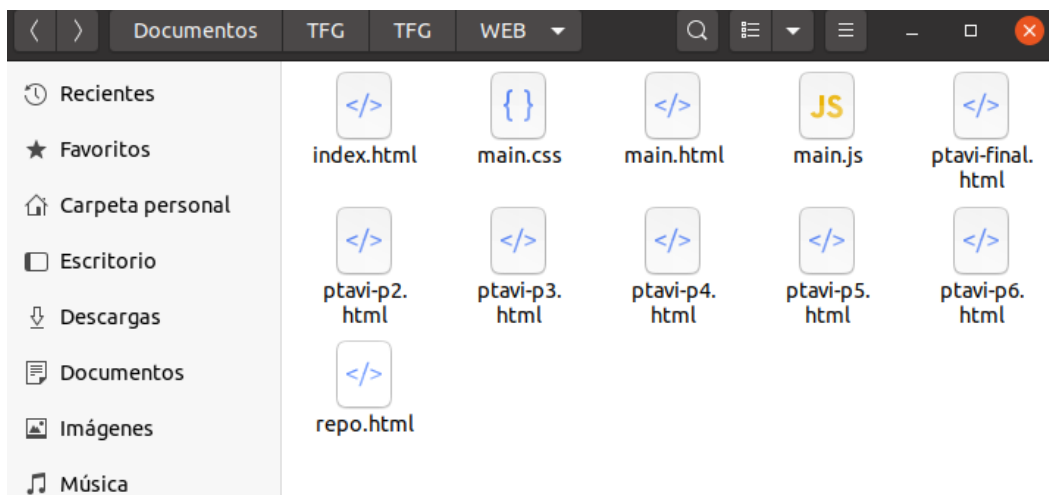 Documentos TFG TFG WEB
Recientes
Favoritos
Carpeta personal
Escritorio
Descargas
Documentos
Imágenes
Música
</>
{ }
</>
JS
</>
index.html
main.css
main.html
main.js
ptavi-final.
html
</>
</>
</>
</>
</>
ptavi-p2.
html
ptavi-p3.
html
ptavi-p4.
html
ptavi-p5.
html
ptavi-p6.
html
</>
repo.html